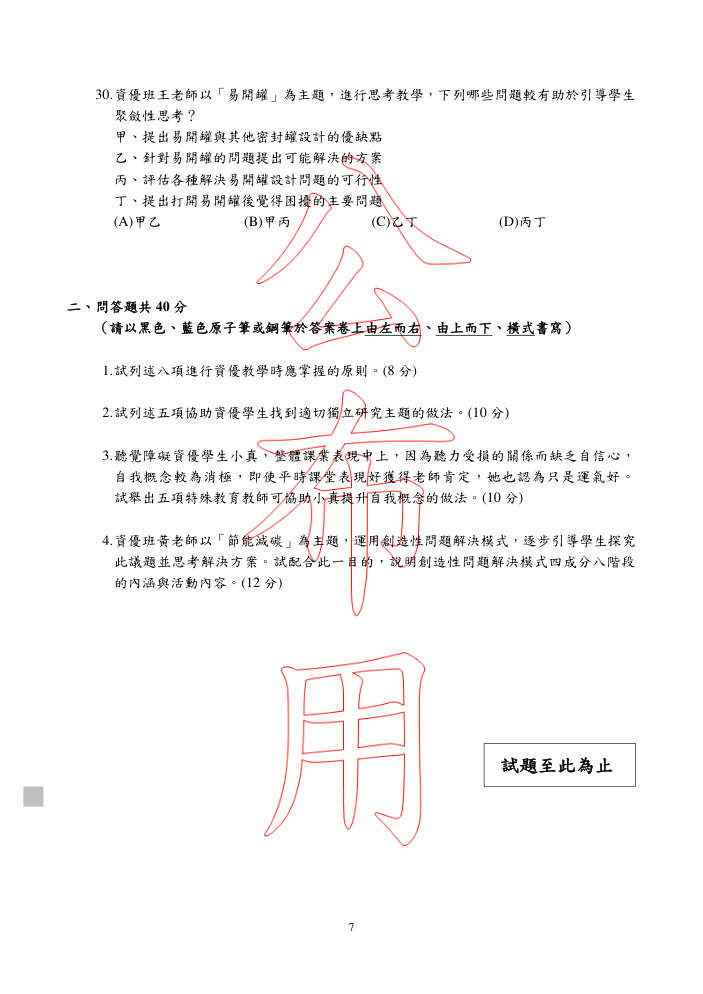 30.資優班王老師以「易開罐」為主題，進行思考教學，下列哪些問題較有助於引導學生
聚斂性思考？
甲、提出易開罐與其他密封罐設計的優缺點
乙、針對易開罐的問題提出可能解決的方案
丙、評估各種解決易開罐設計問題的可行性
丁、提出打開易開罐後覺得困擾的主要問題
(A)甲乙 (B)甲丙 (C)乙丁 (D)丙丁
二、問答題共 40 分
（請以黑色、藍色原子筆或鋼筆於答案卷上由左而右、由上而下、橫式書寫）
1.試列述八項進行資優教學時應掌握的原則。(8 分)
2.試列述五項協助資優學生找到適切獨立研究主題的做法。(10 分)
3.聽覺障礙資優學生小真，整體課業表現中上，因為聽力受損的關係而缺乏自信心，
自我概念較為消極，即使平時課堂表現好獲得老師肯定，她也認為只是運氣好。
試舉出五項特殊教育教師可協助小真提升自我概念的做法。(10 分)
4.資優班黃老師以「節能減碳」為主題，運用創造性問題解決模式，逐步引導學生探究
此議題並思考解決方案。試配合此一目的，說明創造性問題解決模式四成分八階段
的內涵與活動內容。(12 分)
公
布
用
試題至此為止
7